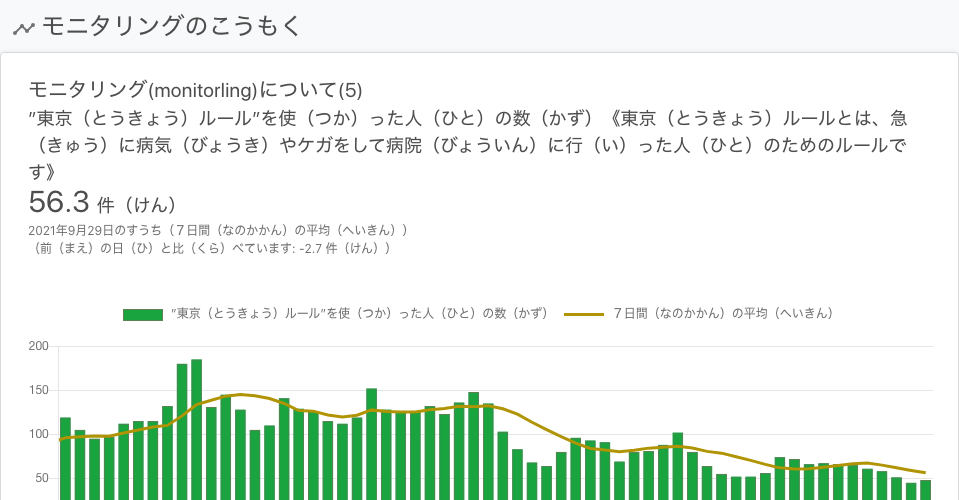 モニタリングのこうもく
モニタリング(monitorling)について(5)
”東京（とうきょう）ルール”を使（つか）った人（ひと）の数（かず）《東京（とうきょう）ルールとは、急
（きゅう）に病気（びょうき）やケガをして病院（びょういん）に行（い）った人（ひと）のためのルールで
す》
56.3 件（けん）
2021年9月29日のすうち（７日間（なのかかん）の平均（へいきん））
（前（まえ）の日（ひ）と比（くら）べています: -2.7 件（けん））
”東京（とうきょう）ルール”を使（つか）った人（ひと）の数（かず） ７日間（なのかかん）の平均（へいきん）
200
150
100
50